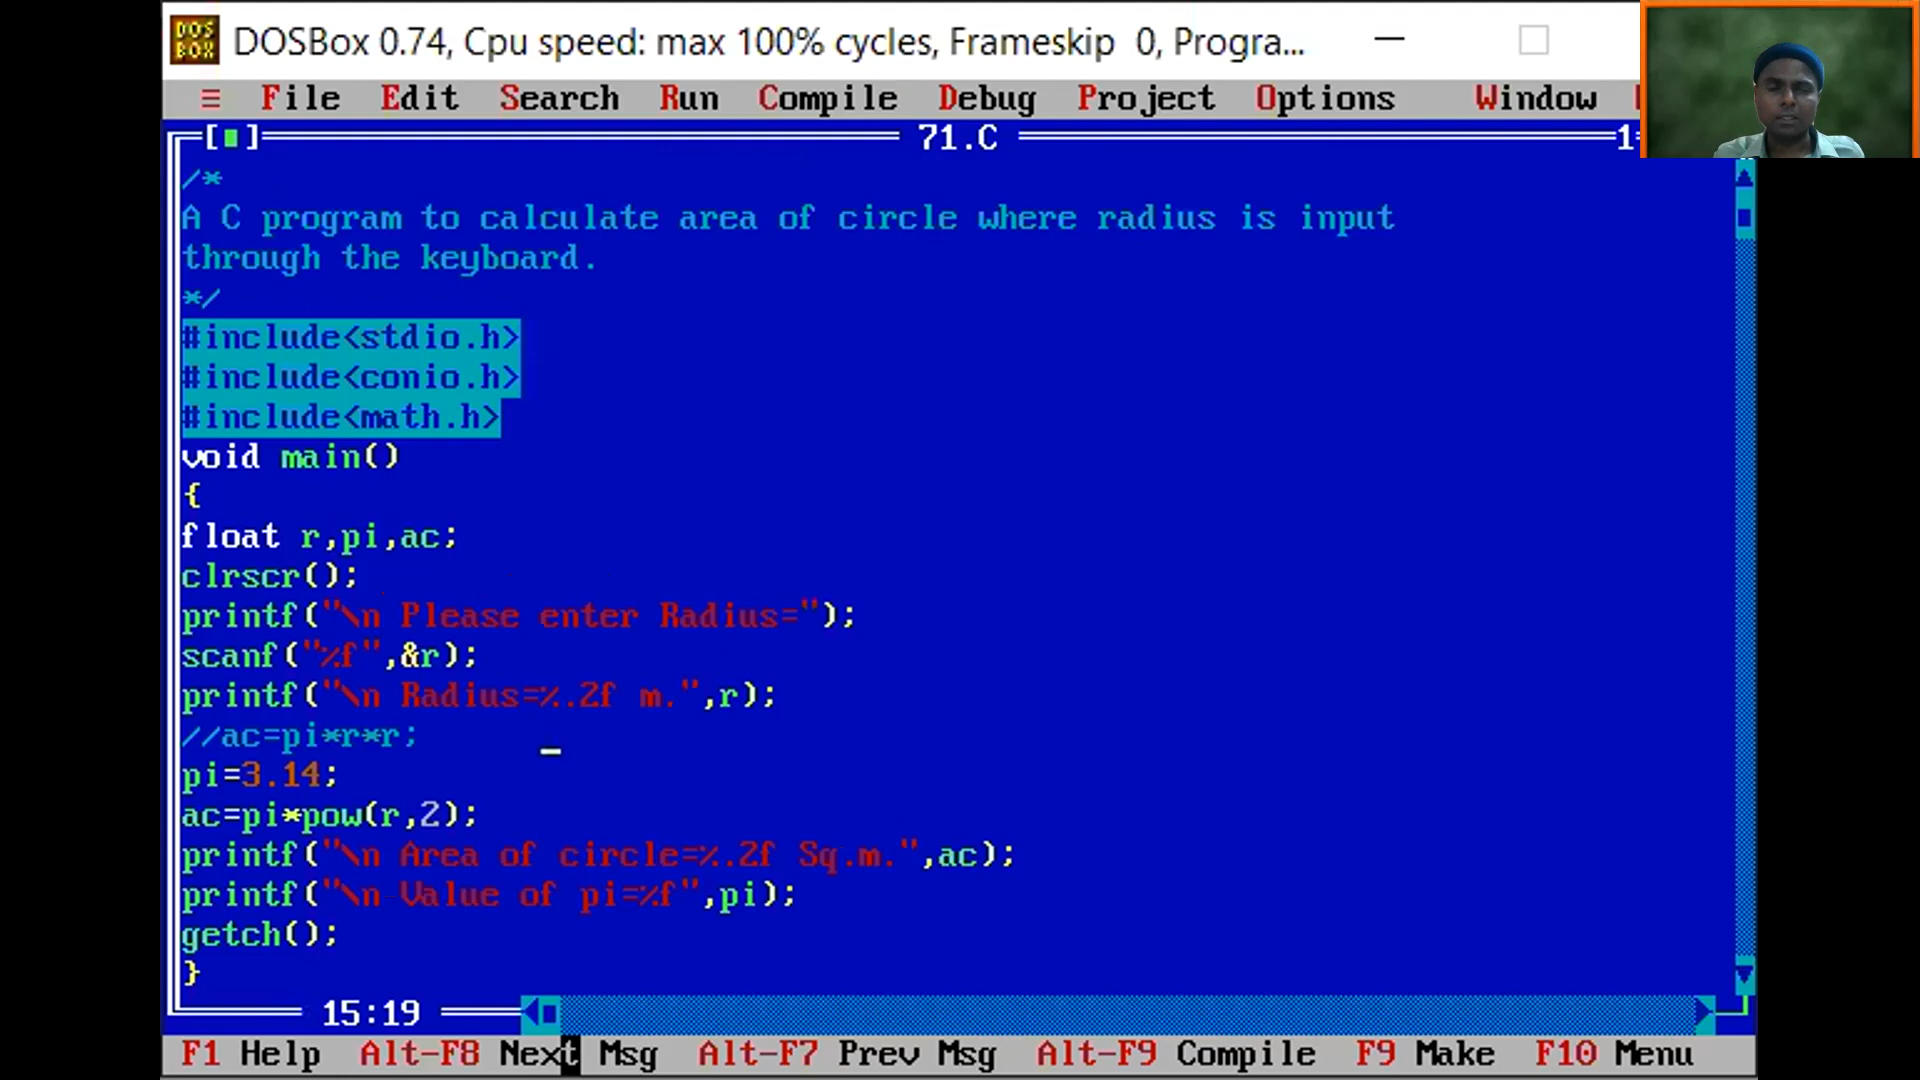 DOS
BOX
DOSBox 0.74, Cpu speed: max 100% cycles, Frameskip 0, Progra...
≡ File Edit Search Run Compile Debug Project Options Window
[■] 71.C 1
/*
A C program to calculate area of circle where radius is input
through the keyboard.
*/
#include<stdio.h>
#include<conio.h>
#include<math.h>
void main()
{
float r,pi,ac;
clrscr();
printf("\n Please enter Radius=");
scanf("%f",&r);
printf("\n Radius=%.2f m.",r);
//ac=pi*r*r;
pi=3.14;
ac=pi*pow(r,2);
printf("\n Area of circle=%.2f Sq.m.",ac);
printf("\n Value of pi=%f",pi);
getch();
}
15:19
F1 Help Alt-F8 Next Msg Alt-F7 Prev Msg Alt-F9 Compile F9 Make F10 Menu